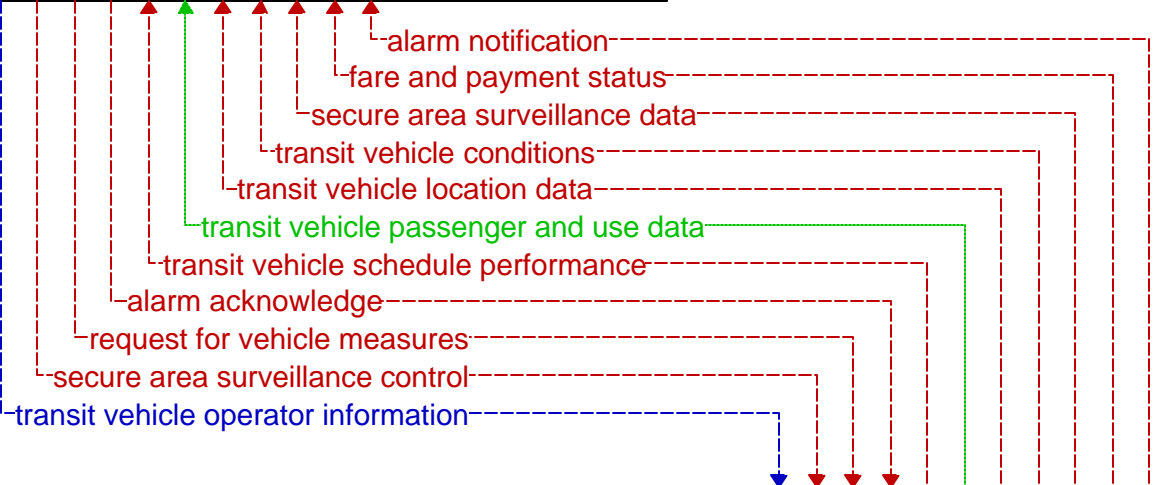 alarm notification
fare and payment status
secure area surveillance data
transit vehicle conditions
transit vehicle location data
transit vehicle passenger and use data
transit vehicle schedule performance
alarm acknowledge
request for vehicle measures
secure area surveillance control
transit vehicle operator information